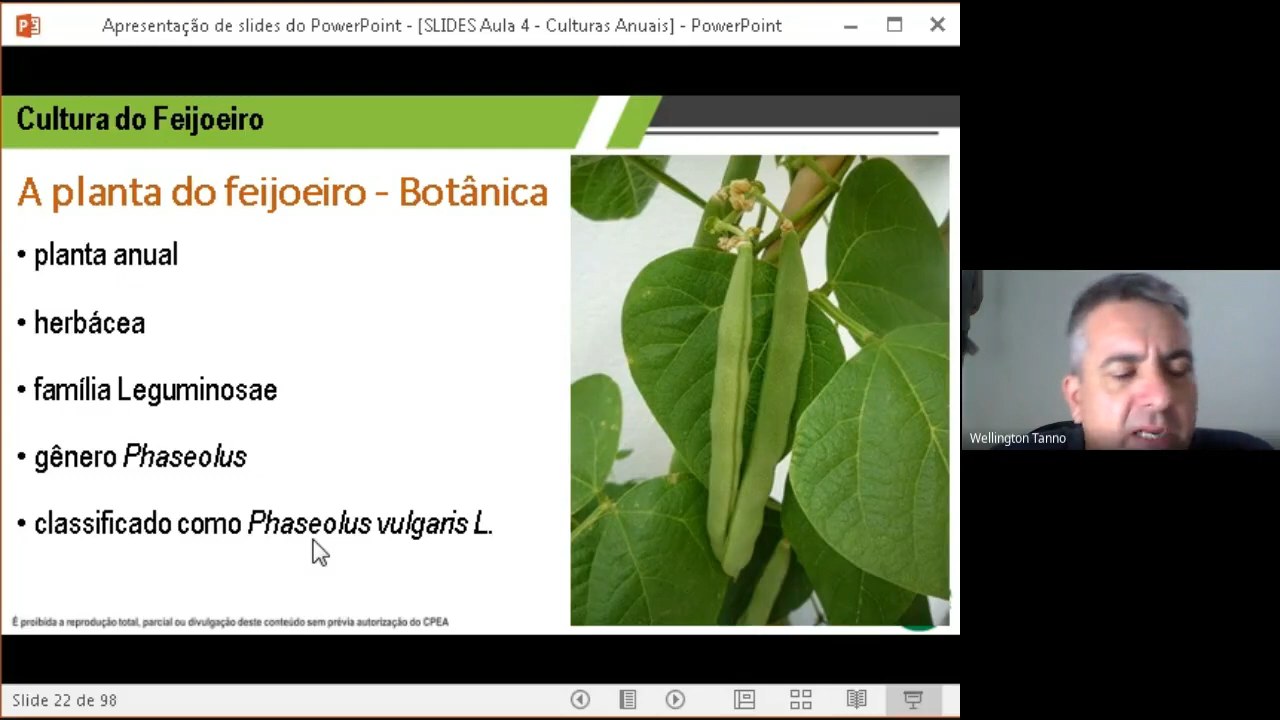 Apresentação de slides do PowerPoint - [SLIDES Aula 4 - Culturas Anuais] - PowerPoint
Cultura do Feijoeiro
A planta do feijoeiro - Botânica
• planta anual
• herbácea
• família Leguminosae
• gênero Phaseolus
• classificado como Phaseolus vulgaris L.
É proibida a reprodução total, parcial ou divulgação deste conteúdo sem prévia autorização do CPEA
Slide 22 de 98
Wellington Tanno